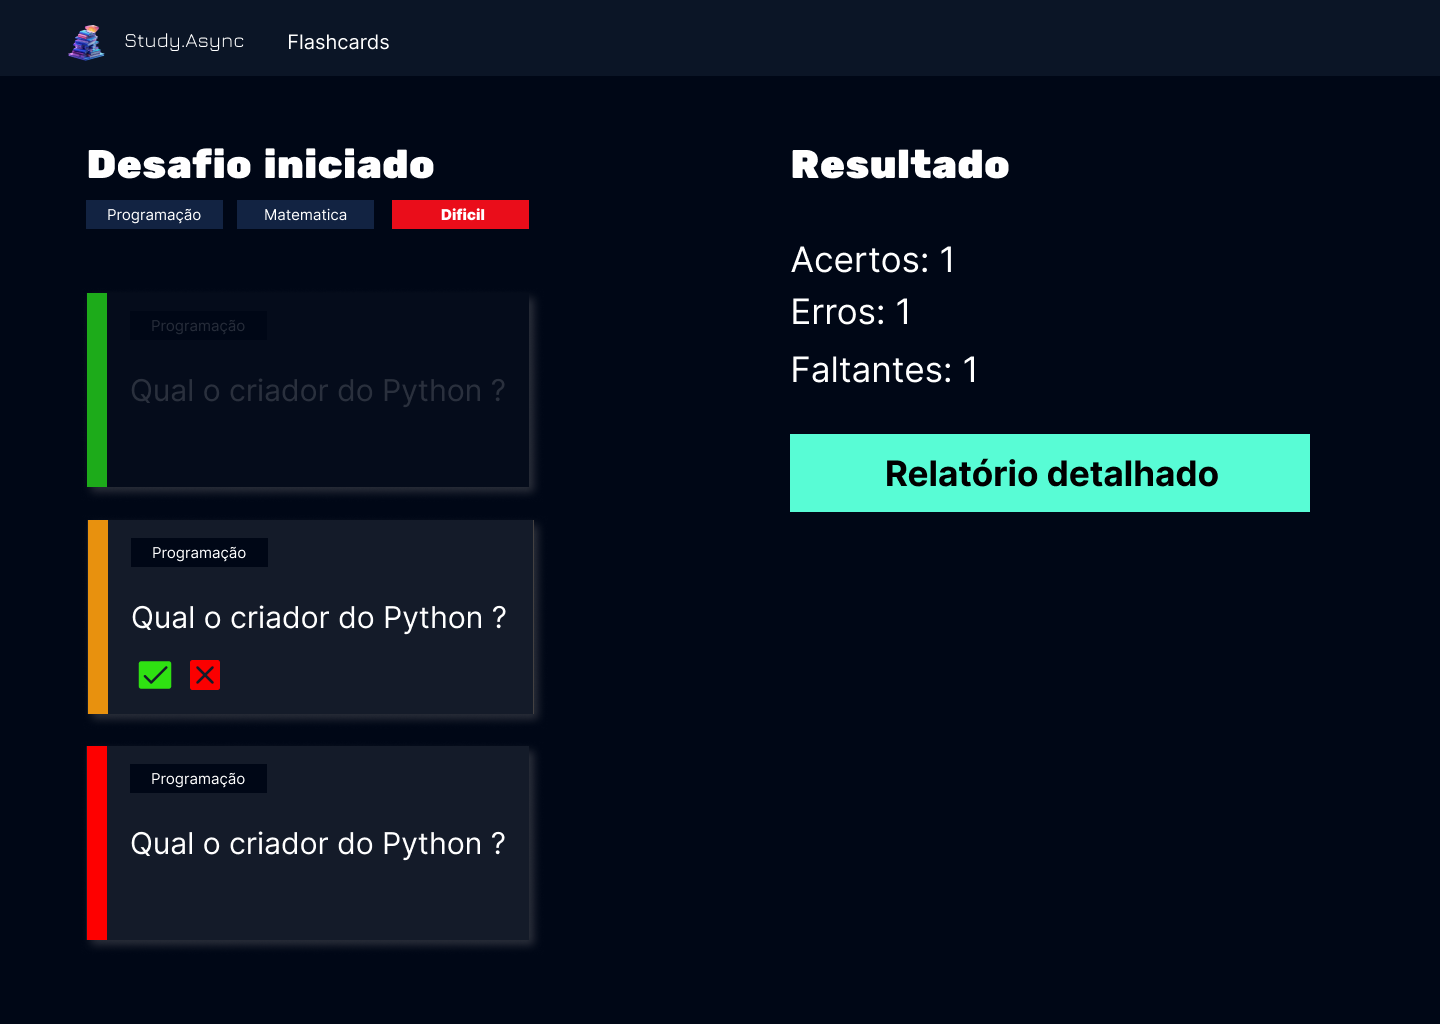 Study.Async
Flashcards
Desafio iniciado
Programação
Matematica
Dificil
Programação
Qual o criador do Python ?
Programação
Qual o criador do Python ?
Programação
Qual o criador do Python ?
Resultado
Acertos: 1
Erros: 1
Faltantes: 1
Relatório detalhado